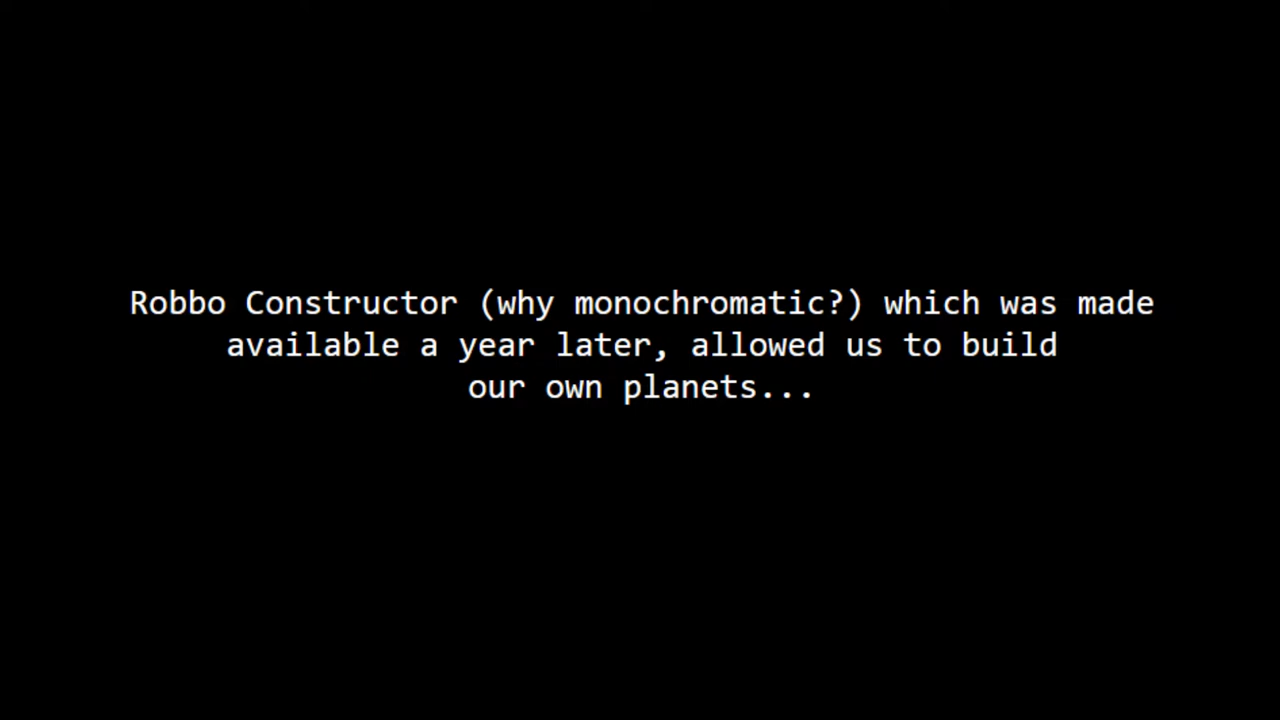 Robbo Constructor (why monochromatic?) which was made
available a year later, allowed us to build
our own planets...